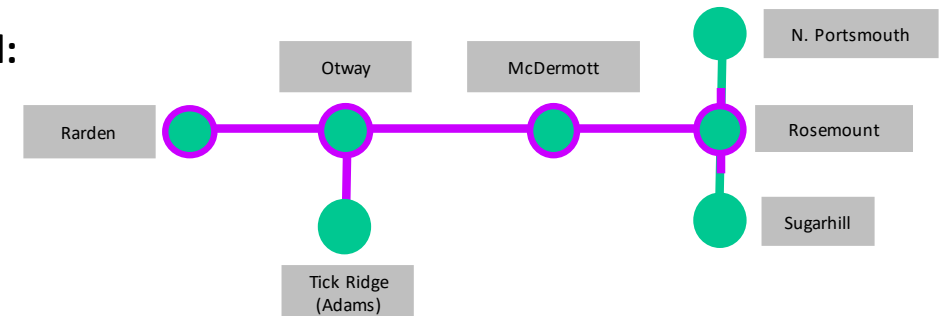 N. Portsmouth
Otway
McDermott
Rarden
Rosemount
Sugarhill
Tick Ridge
(Adams)